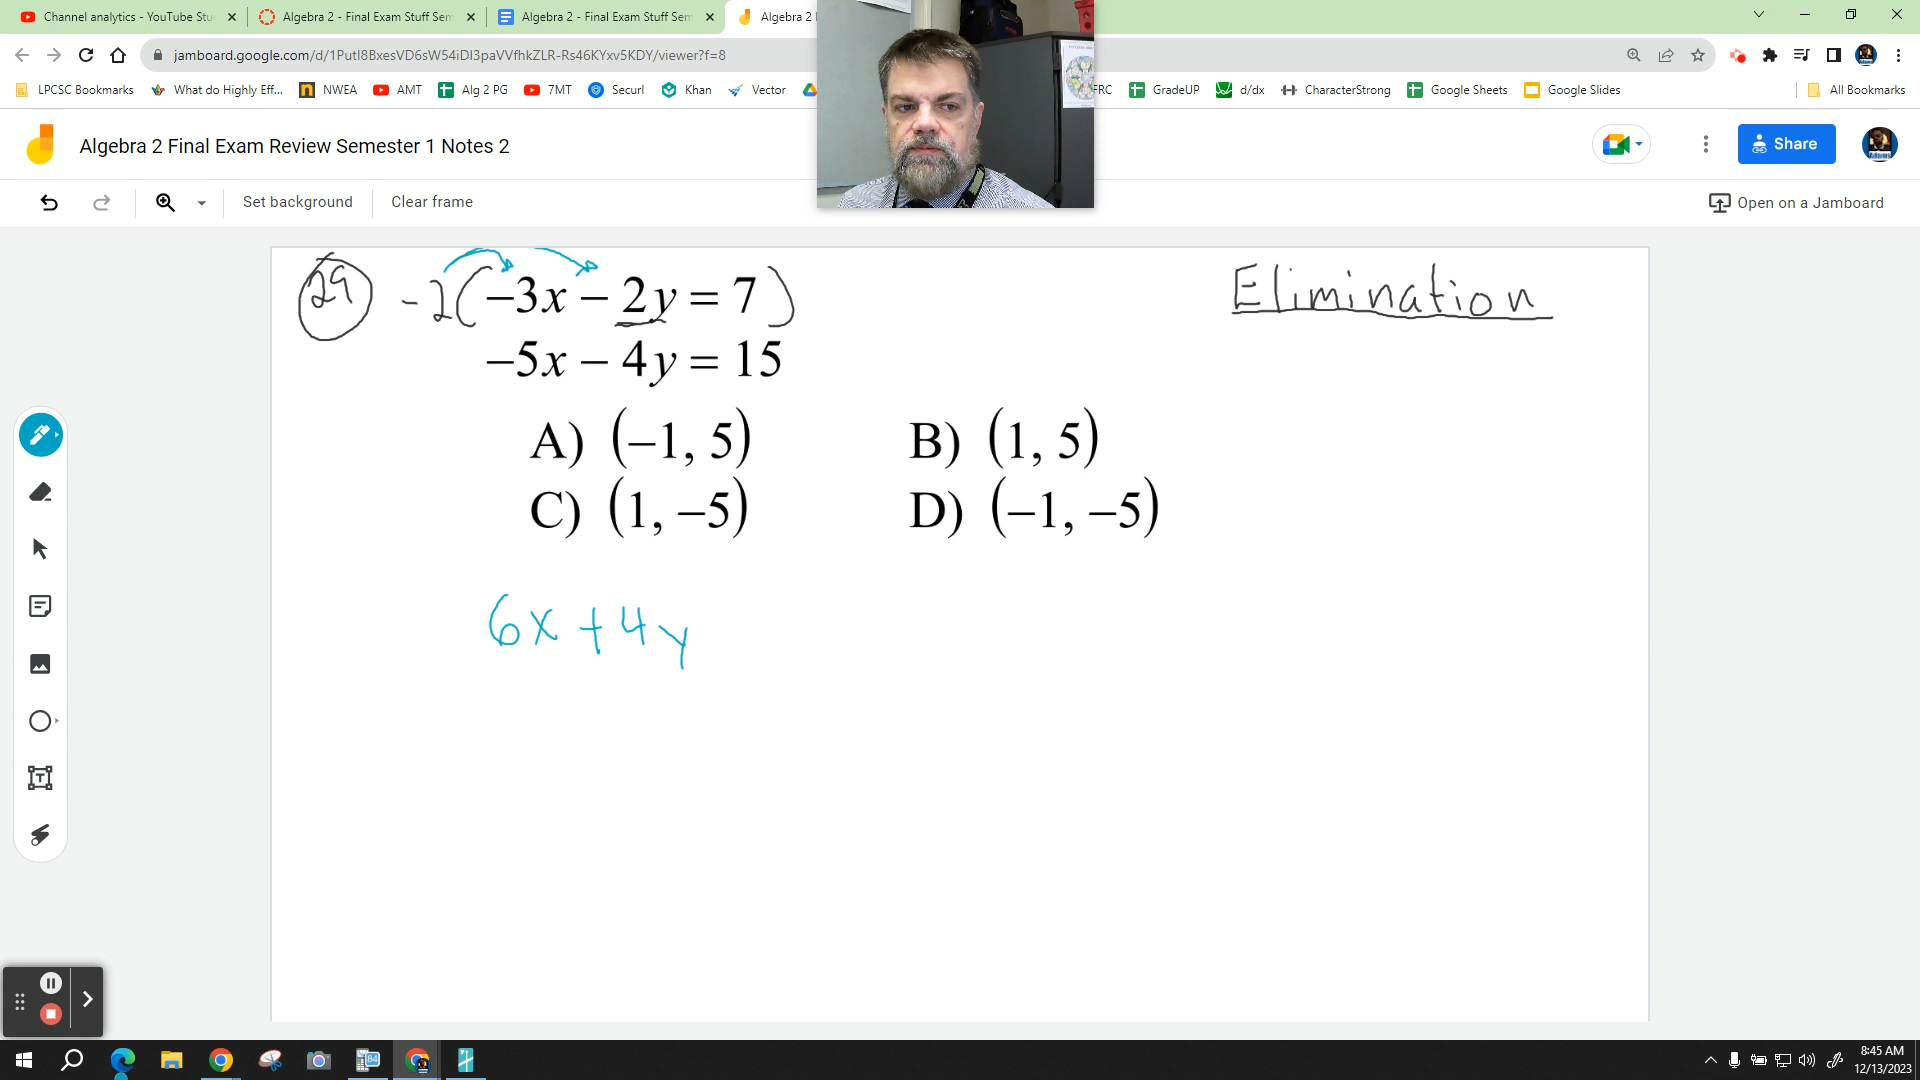 Channel analytics - YouTube Stu
Algebra 2 - Final Exam Stuff Sem
Algebra 2 - Final Exam Stuff Sem
Algebra 2
jamboard.google.com/d/1PutI8BxesVD6sW54iDI3paVVfhkZLR-Rs46KYxv5KDY/viewer?f=8
LPCSC Bookmarks What do Highly Eff... NWEA AMT Alg 2 PG 7MT Securl Khan Vector FRC GradeUP d/dx CharacterStrong Google Sheets Google Slides All Bookmarks
Algebra 2 Final Exam Review Semester 1 Notes 2
Share
Set background Clear frame
Open on a Jamboard
29 -2(−3x − 2y = 7)
Elimination
−5x − 4y = 15
A) (−1, 5) B) (1, 5)
C) (1, −5) D) (−1, −5)
6x + 4y
8:45 AM
12/13/2023